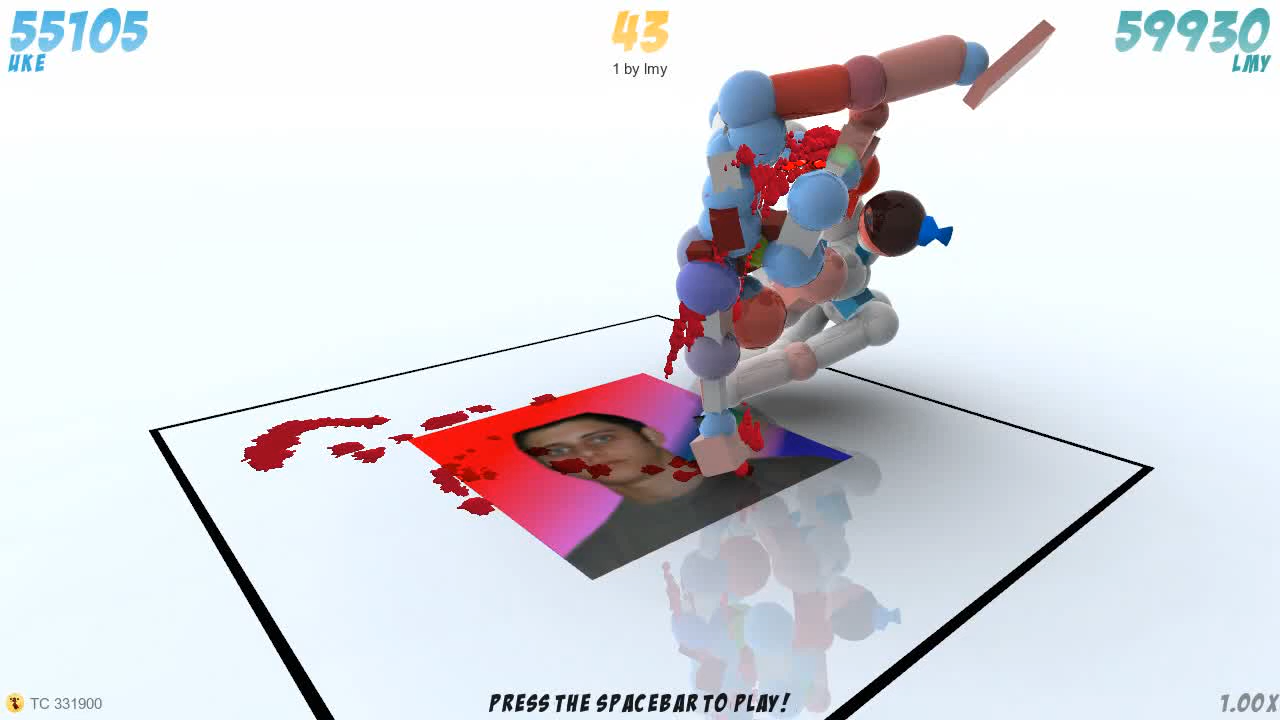 55105
UKE
43
1 by lmy
59930
LMY
TC 331900
PRESS THE SPACEBAR TO PLAY!
1.00X